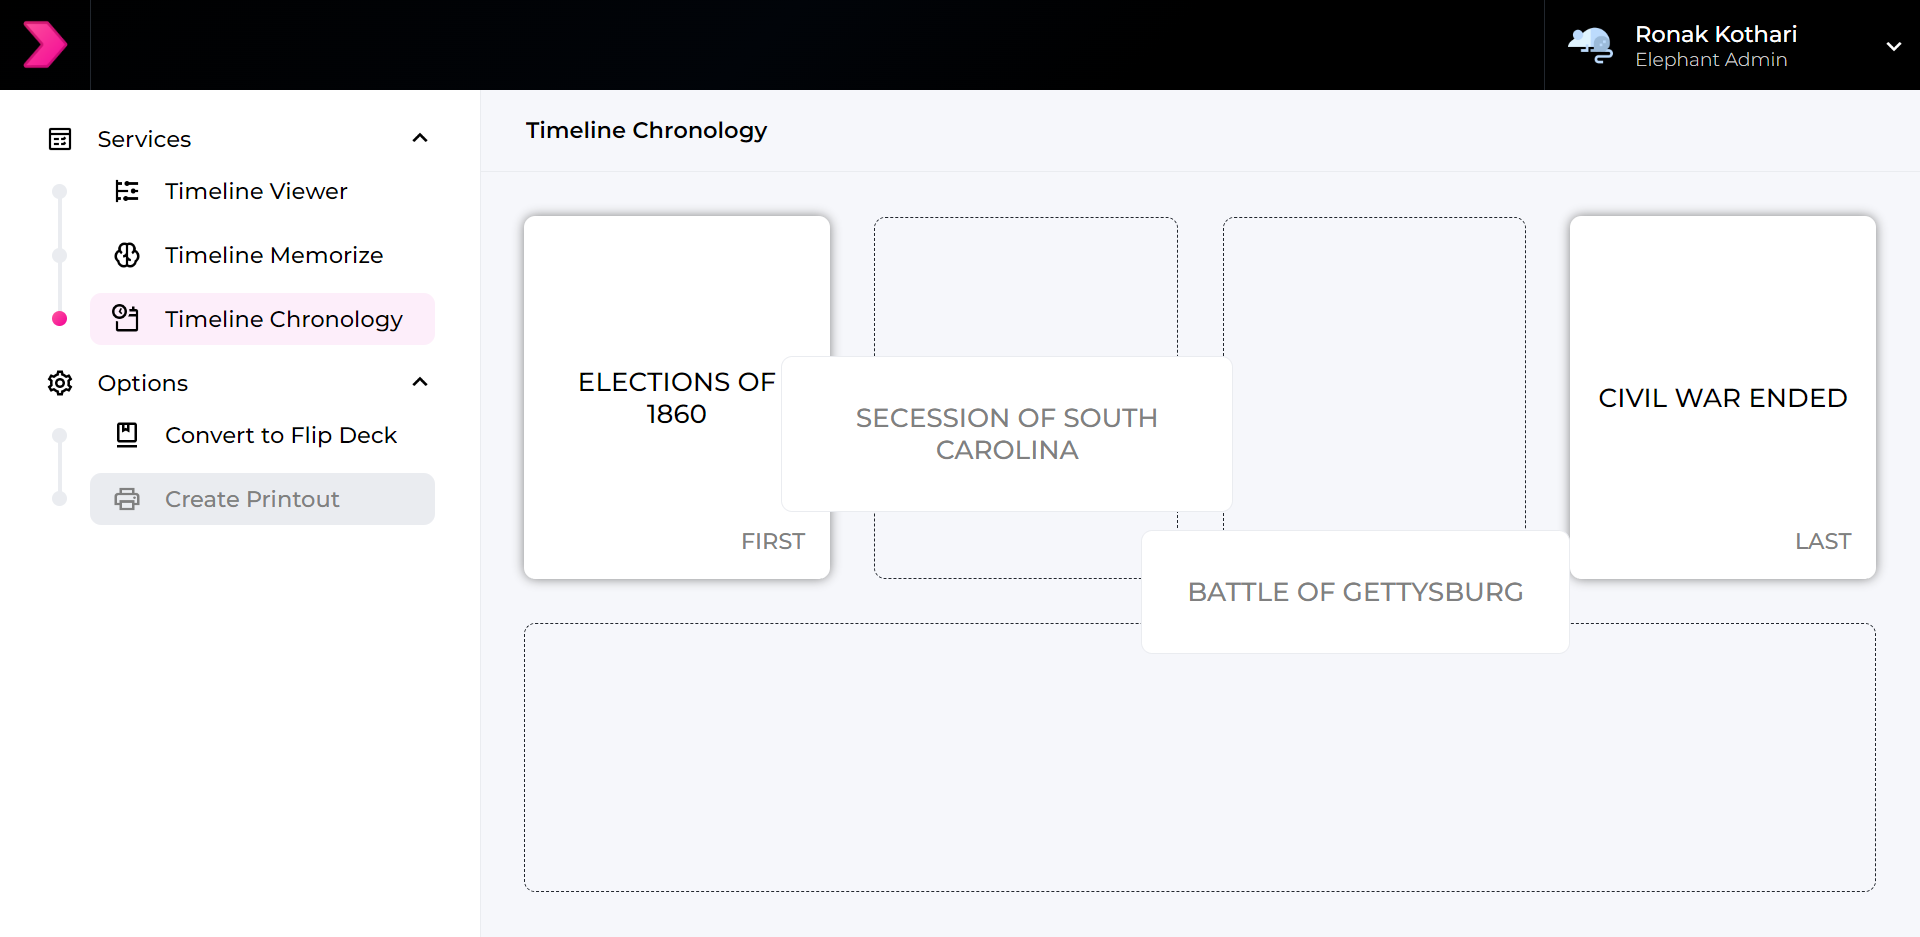 Ronak Kothari
Elephant Admin
Services
Timeline Viewer
Timeline Memorize
Timeline Chronology
Options
Convert to Flip Deck
Create Printout
Timeline Chronology
ELECTIONS OF
1860
FIRST
SECESSION OF SOUTH
CAROLINA
BATTLE OF GETTYSBURG
CIVIL WAR ENDED
LAST